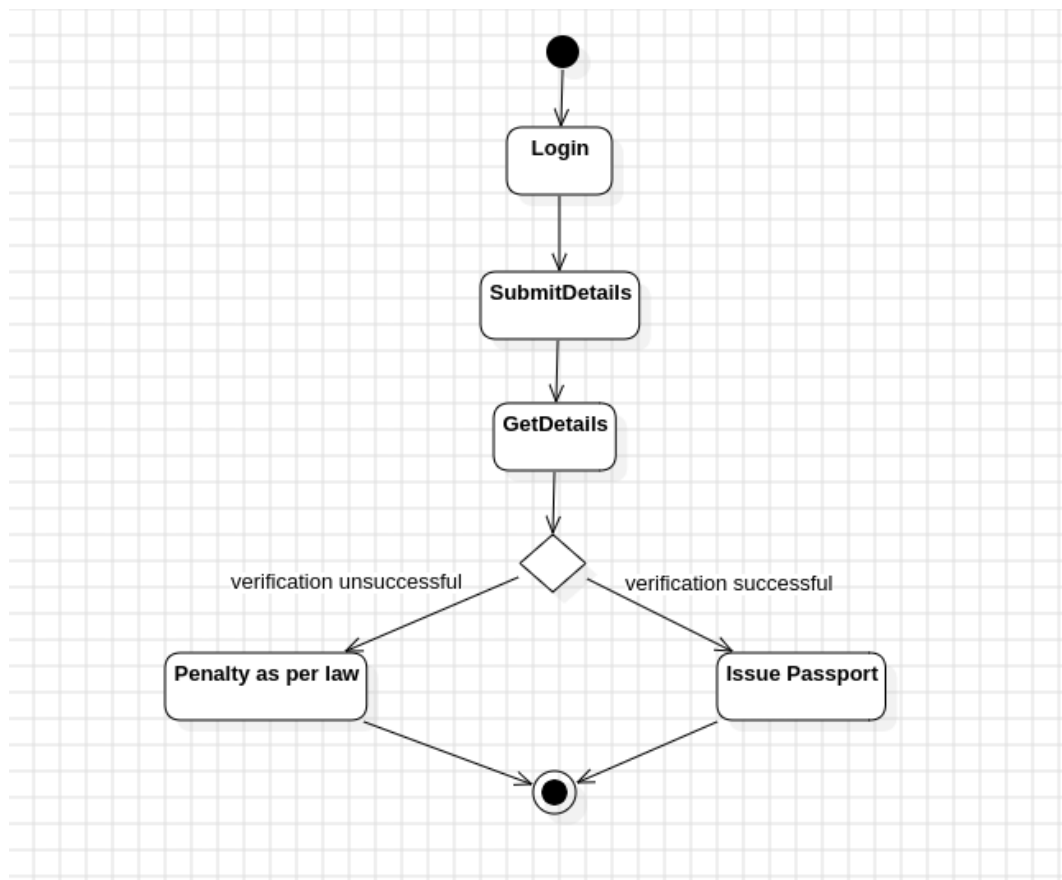 Login
SubmitDetails
GetDetails
verification unsuccessful
verification successful
Penalty as per law
Issue Passport